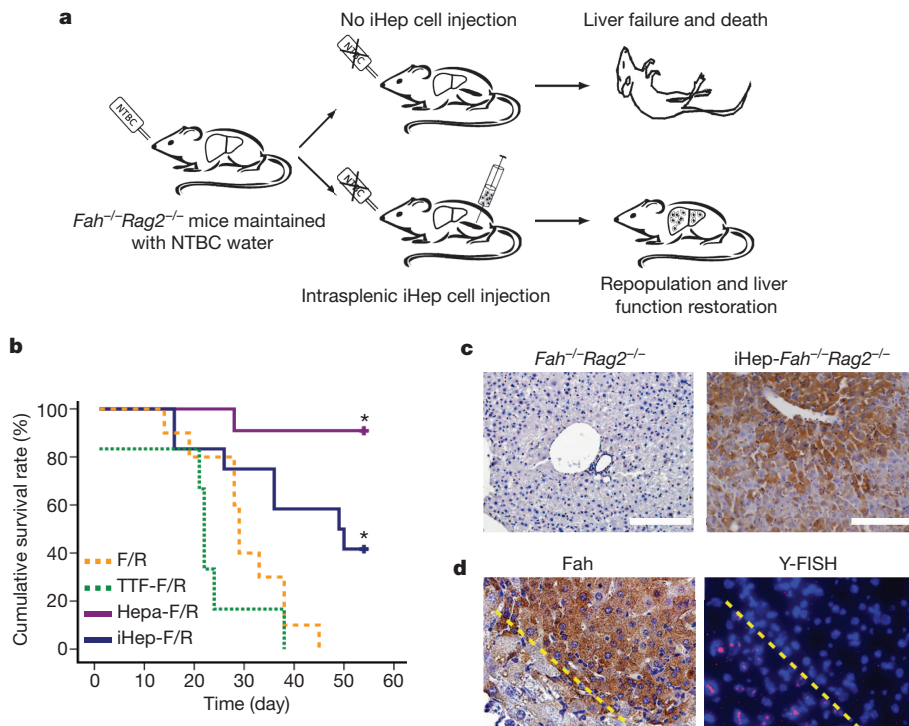 a
No iHep cell injection
Liver failure and death
NTBC
NTBC
Fah–/–Rag2–/– mice maintained
with NTBC water
NTBC
Intrasplenic iHep cell injection
Repopulation and liver
function restoration
b
Cumulative survival rate (%)
100
80
60
40
20
0
F/R
TTF-F/R
Hepa-F/R
iHep-F/R
*
*
0 10 20 30 40 50 60
Time (day)
c
Fah–/–Rag2–/–
iHep-Fah–/–Rag2–/–
d
Fah
Y-FISH